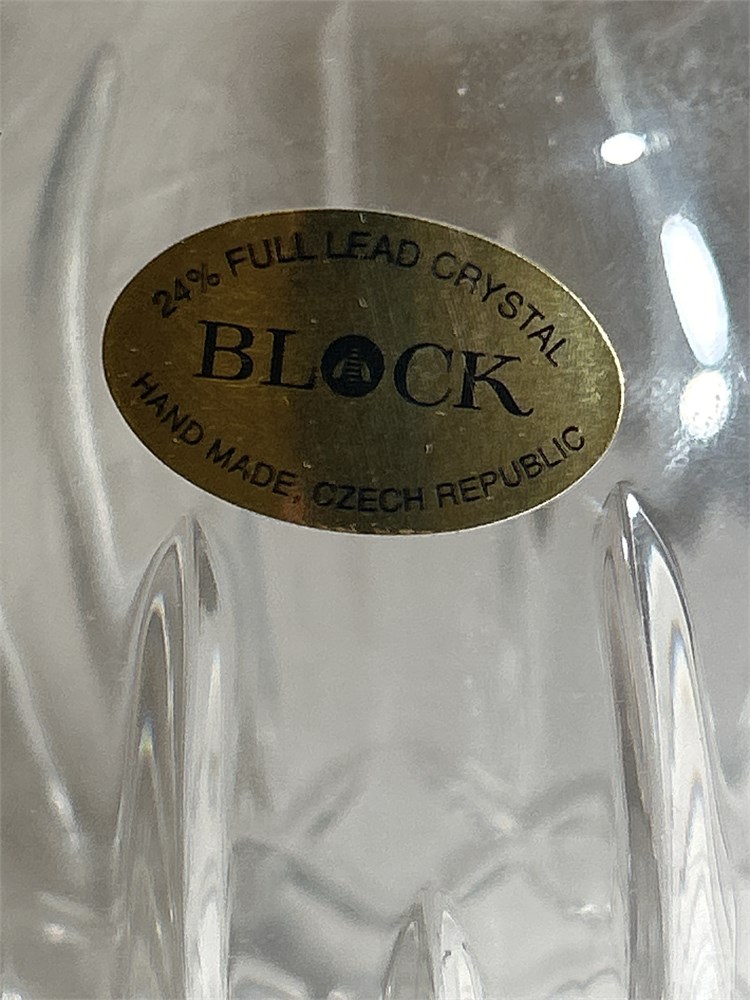 24% FULL LEAD CRYSTAL
BLOCK
HAND MADE, CZECH REPUBLIC